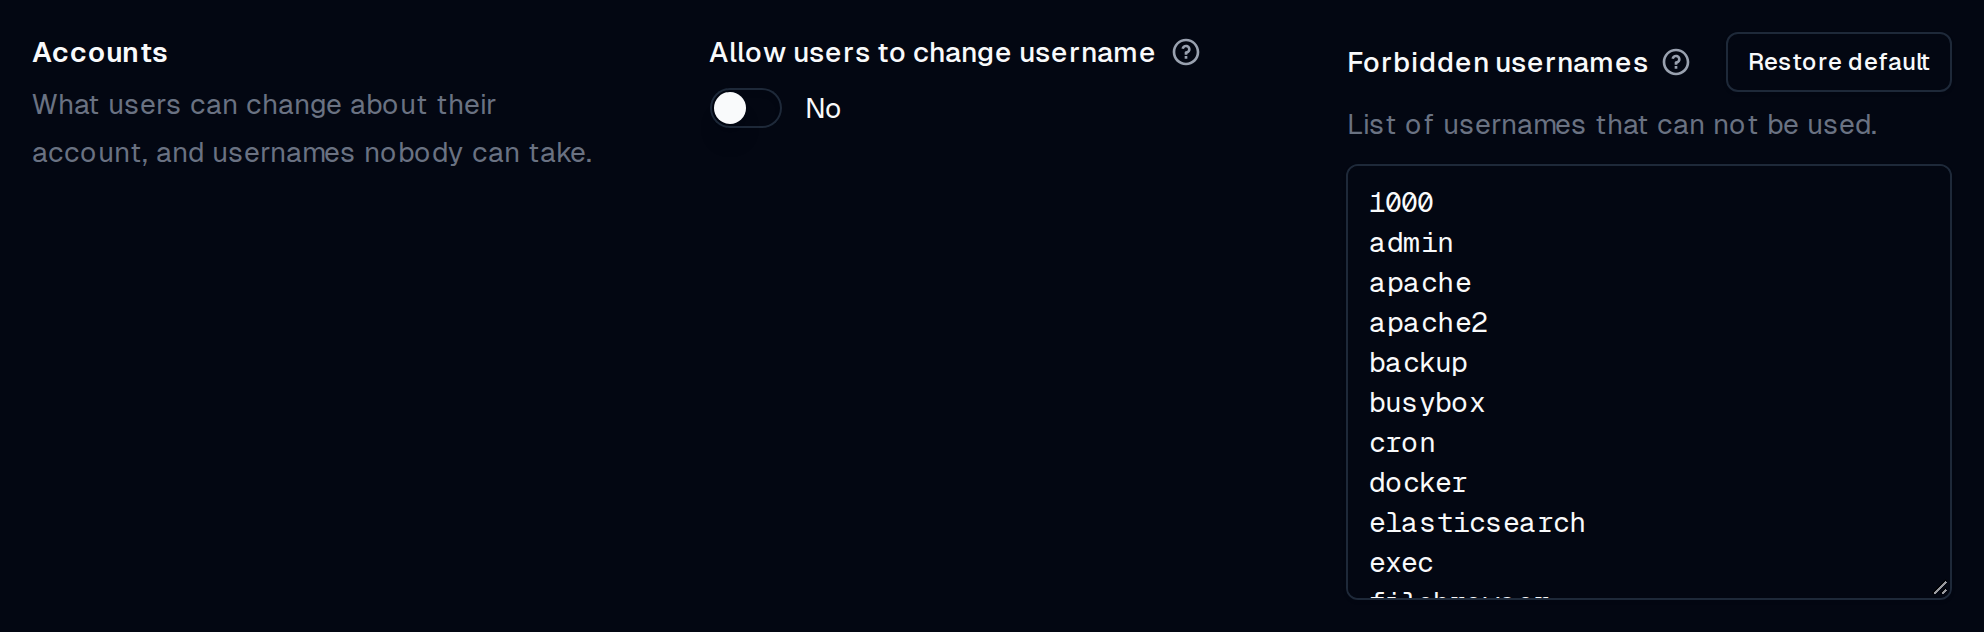 Accounts
What users can change about their
account, and usernames nobody can take.
Allow users to change username
No
Forbidden usernames
Restore default
List of usernames that can not be used.
1000
admin
apache
apache2
backup
busybox
cron
docker
elasticsearch
exec